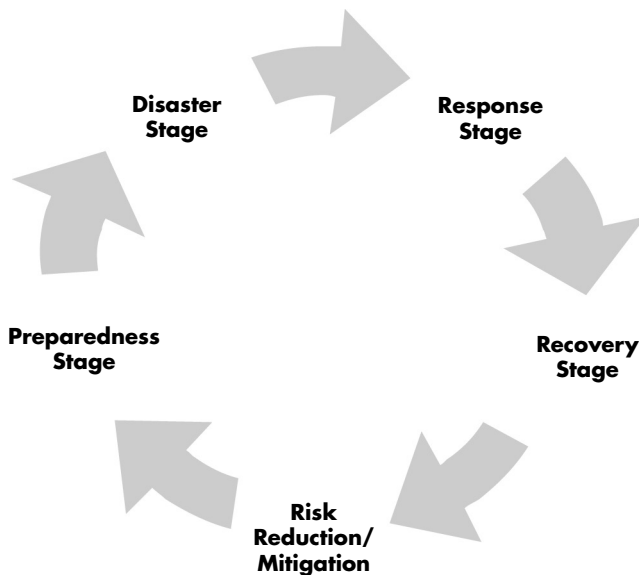 Disaster
Stage
Response
Stage
Recovery
Stage
Risk
Reduction/
Mitigation
Preparedness
Stage